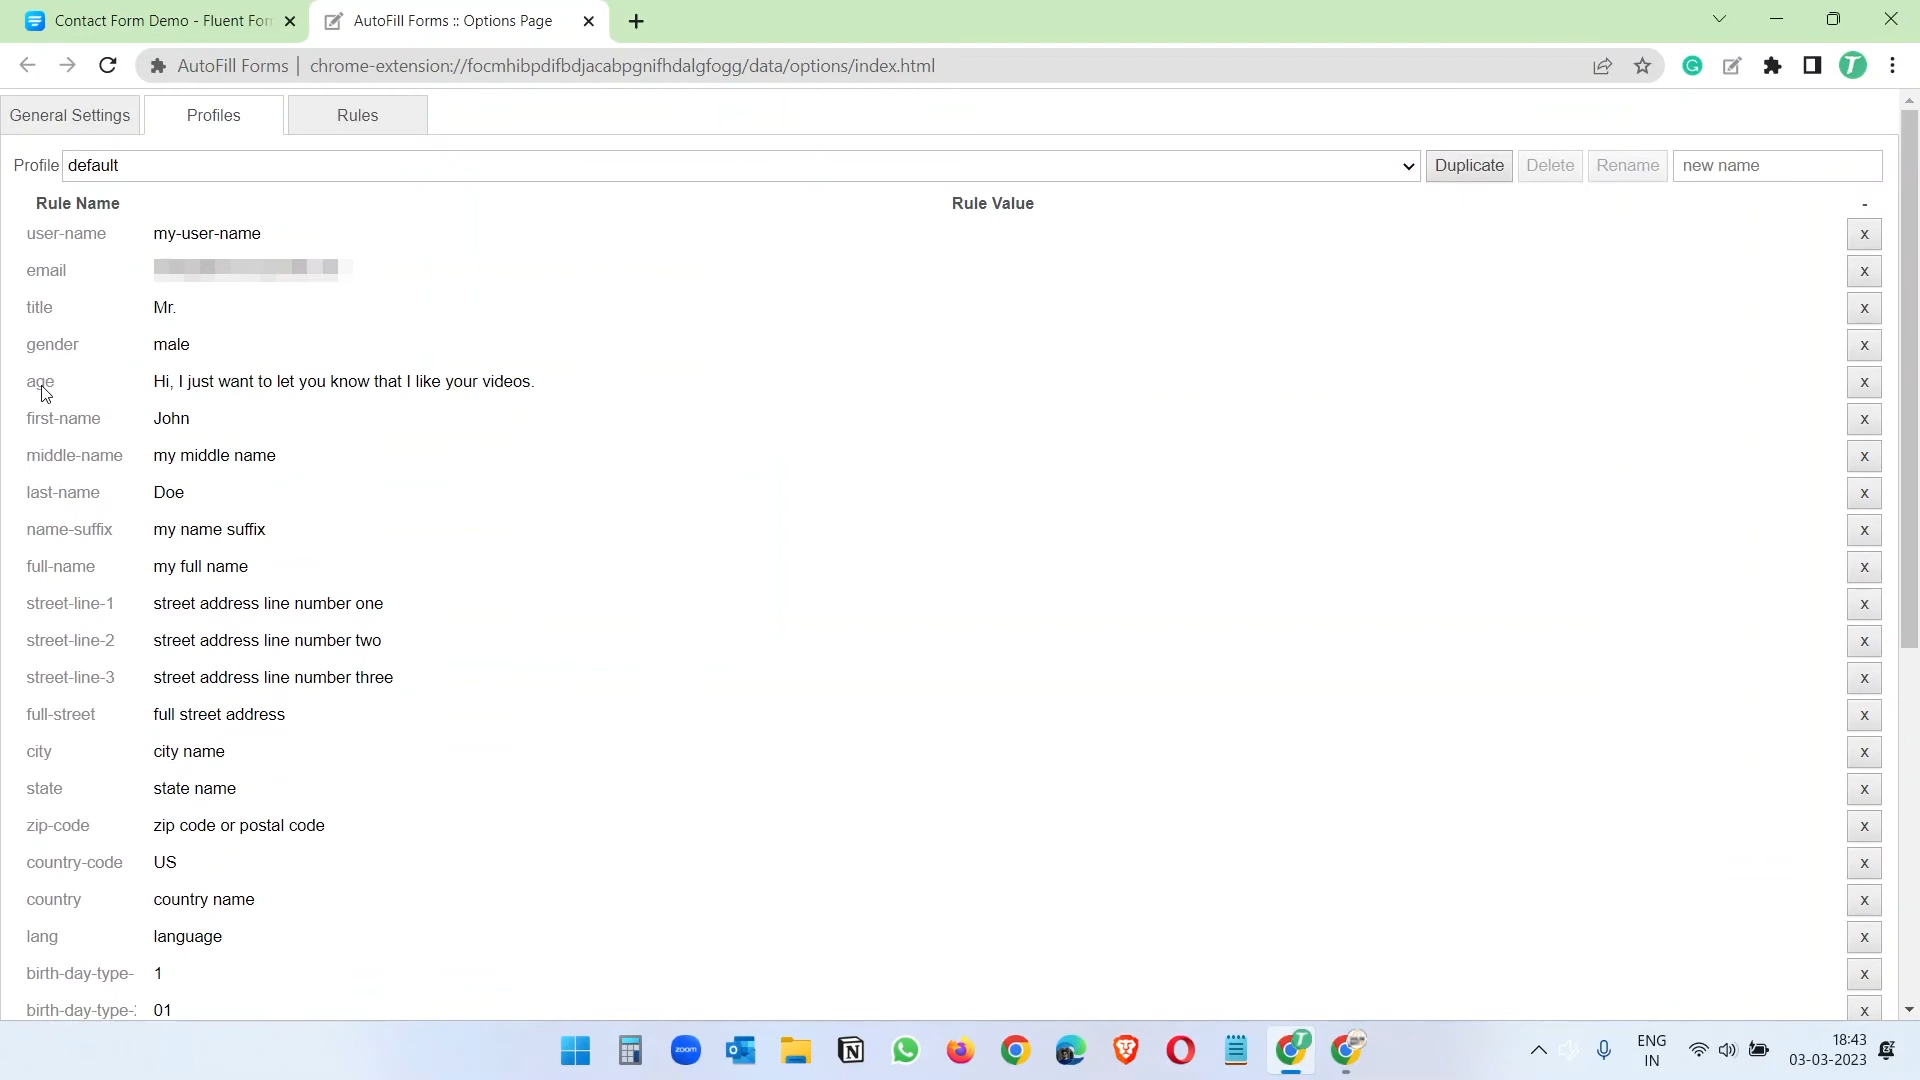 Contact Form Demo - Fluent For
AutoFill Forms :: Options Page
AutoFill Forms | chrome-extension://focmhibpdifbdjacabpgnifhdalgfogg/data/options/index.html
General Settings Profiles Rules
Profile default Duplicate Delete Rename new name
Rule Name Rule Value -
user-name my-user-name x
email x
title Mr. x
gender male x
age Hi, I just want to let you know that I like your videos. x
first-name John x
middle-name my middle name x
last-name Doe x
name-suffix my name suffix x
full-name my full name x
street-line-1 street address line number one x
street-line-2 street address line number two x
street-line-3 street address line number three x
full-street full street address x
city city name x
state state name x
zip-code zip code or postal code x
country-code US x
country country name x
lang language x
birth-day-type- 1 x
birth-day-type- 01 x
zoom
ENG
IN
18:43
03-03-2023